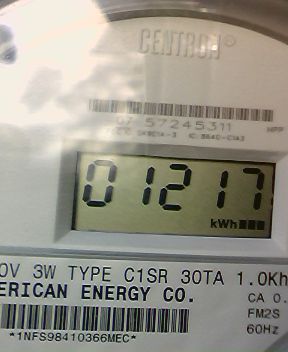 CENTRON®
57245311
HPP
01217
kWh
0V 3W TYPE C1SR 30TA 1.0Kh
ERICAN ENERGY CO. CA 0.
FM2S
60Hz
*1NFS98410366MEC*